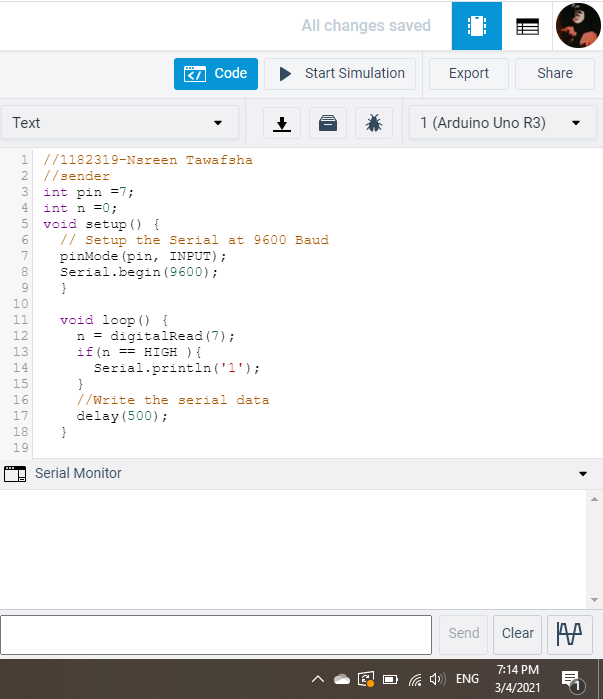 All changes saved
Code
Start Simulation
Export
Share
Text
1 (Arduino Uno R3)
1 //1182319-Nsreen Tawafsha
2 //sender
3 int pin =7;
4 int n =0;
5 void setup() {
6   // Setup the Serial at 9600 Baud
7   pinMode(pin, INPUT);
8   Serial.begin(9600);
9   }
10
11   void loop() {
12     n = digitalRead(7);
13     if(n == HIGH ){
14       Serial.println('1');
15     }
16     //Write the serial data
17     delay(500);
18   }
19
Serial Monitor
Send
Clear
ENG
7:14 PM
3/4/2021
1